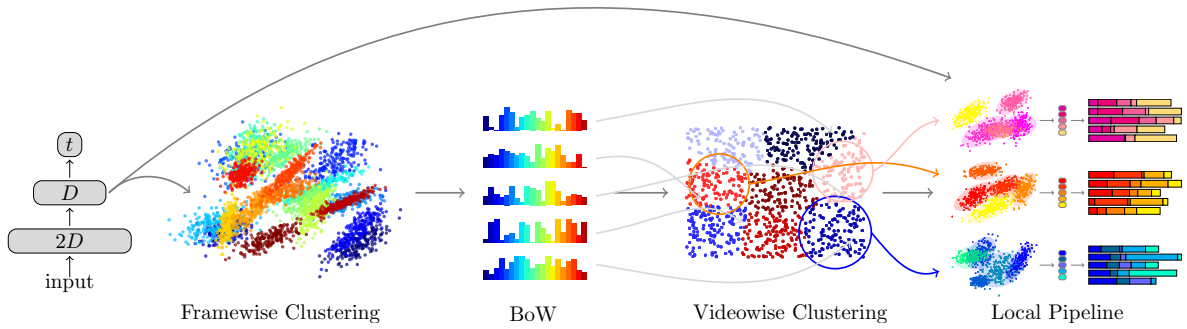 t
D
2D
input
Framewise Clustering
BoW
Videowise Clustering
Local Pipeline